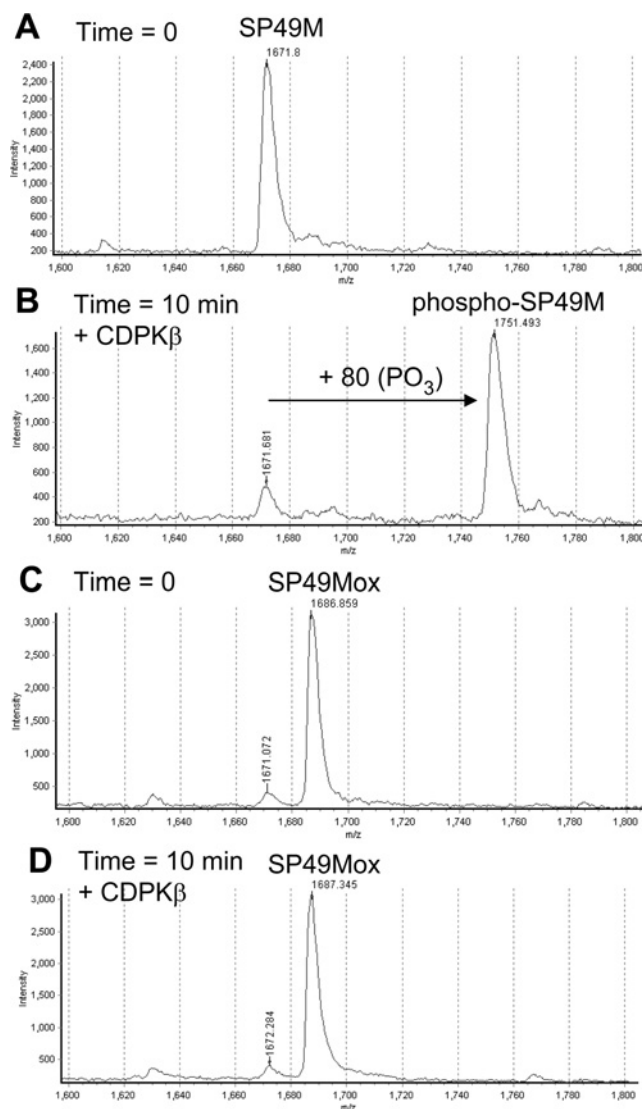 A
Time = 0
SP49M
1671.8
2,400
2,200
2,000
1,800
1,600
1,400
1,200
1,000
800
600
400
200
Intensity
1,600 1,620 1,640 1,660 1,680 1,700 1,720 1,740 1,760 1,780 1,800
m/z
B
Time = 10 min
+ CDPKβ
phospho-SP49M
1751.493
+ 80 (PO3)
1671.681
1,600
1,400
1,200
1,000
800
600
400
200
Intensity
1,600 1,620 1,640 1,660 1,680 1,700 1,720 1,740 1,760 1,780 1,800
m/z
C
Time = 0
SP49Mox
1686.859
1671.072
3,000
2,500
2,000
1,500
1,000
500
Intensity
1,600 1,620 1,640 1,660 1,680 1,700 1,720 1,740 1,760 1,780 1,800
m/z
D
Time = 10 min
+ CDPKβ
SP49Mox
1687.345
1672.284
3,000
2,500
2,000
1,500
1,000
500
Intensity
1,600 1,620 1,640 1,660 1,680 1,700 1,720 1,740 1,760 1,780 1,800
m/z